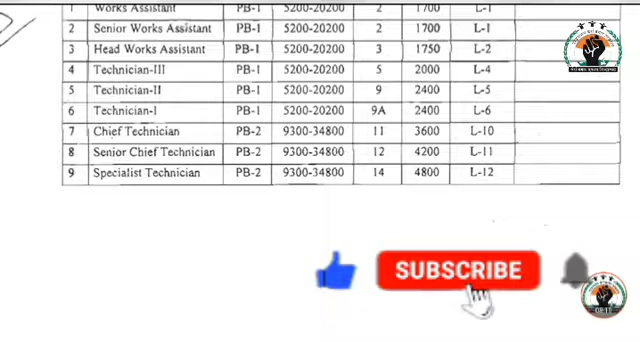 1 Works Assistant PB-1 5200-20200 2 1700 L-1
2 Senior Works Assistant PB-1 5200-20200 2 1700 L-1
3 Head Works Assistant PB-1 5200-20200 3 1750 L-2
4 Technician-III PB-1 5200-20200 5 2000 L-4
5 Technician-II PB-1 5200-20200 9 2400 L-5
6 Technician-I PB-1 5200-20200 9A 2400 L-6
7 Chief Technician PB-2 9300-34800 11 3600 L-10
8 Senior Chief Technician PB-2 9300-34800 12 4200 L-11
9 Specialist Technician PB-2 9300-34800 14 4800 L-12
SUBSCRIBE